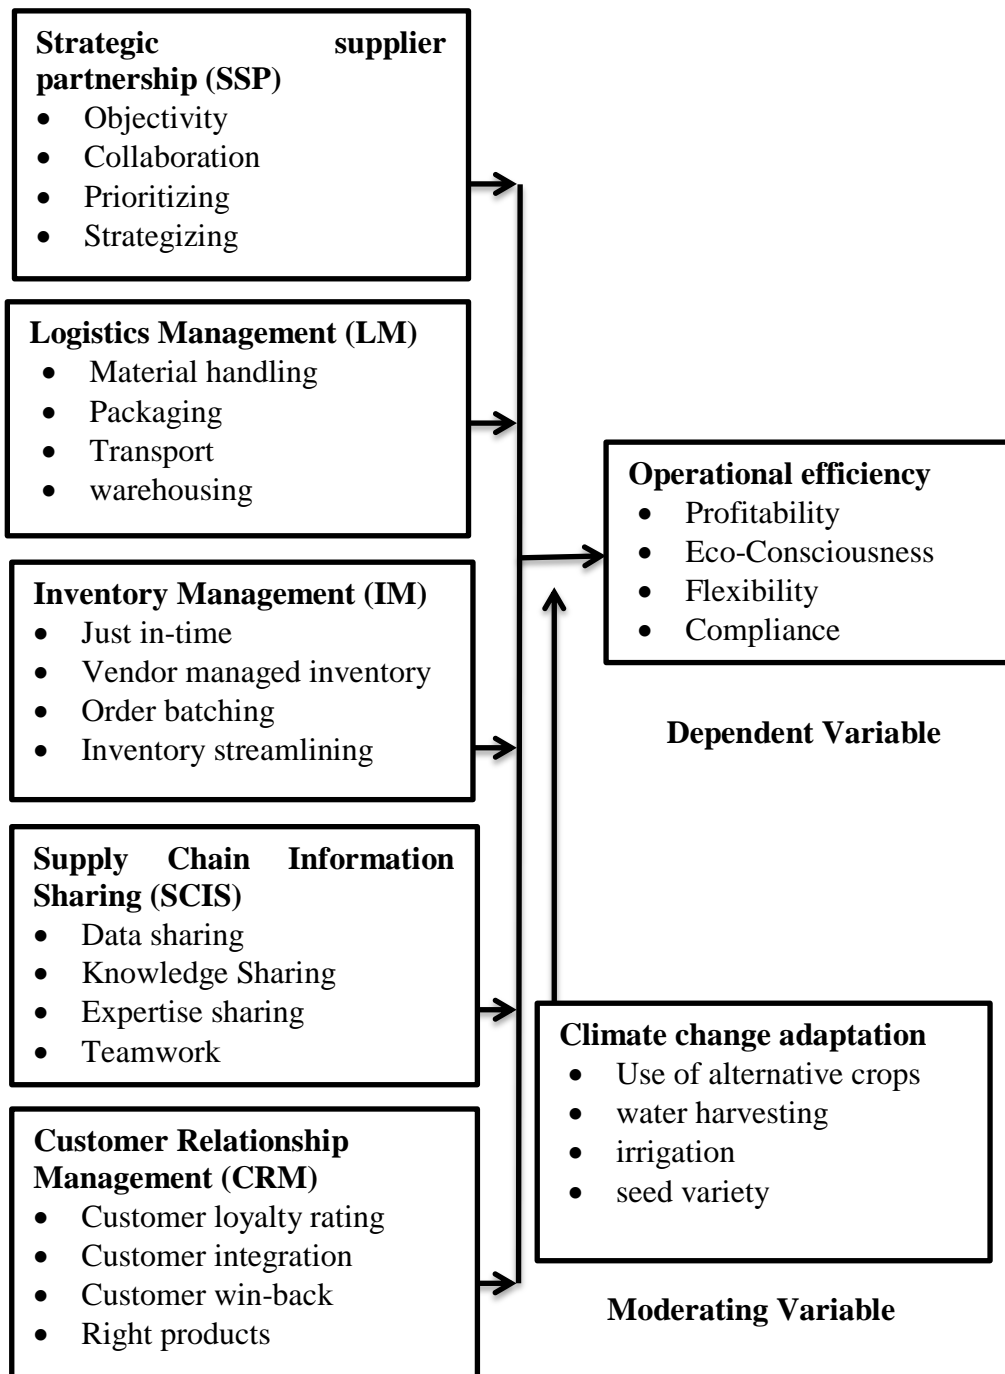 Strategic supplier
partnership (SSP)
• Objectivity
• Collaboration
• Prioritizing
• Strategizing
Logistics Management (LM)
• Material handling
• Packaging
• Transport
• warehousing
Inventory Management (IM)
• Just in-time
• Vendor managed inventory
• Order batching
• Inventory streamlining
Supply Chain Information
Sharing (SCIS)
• Data sharing
• Knowledge Sharing
• Expertise sharing
• Teamwork
Customer Relationship
Management (CRM)
• Customer loyalty rating
• Customer integration
• Customer win-back
• Right products
Operational efficiency
• Profitability
• Eco-Consciousness
• Flexibility
• Compliance
Dependent Variable
Climate change adaptation
• Use of alternative crops
• water harvesting
• irrigation
• seed variety
Moderating Variable